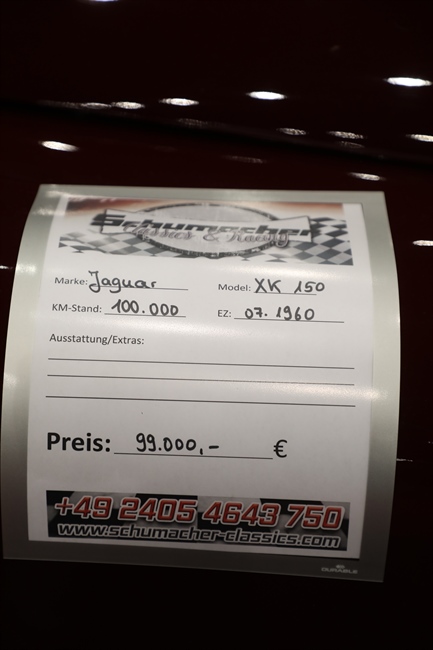 Schumacher
Classics & Racing
Marke: Jaguar Model: XK 150
KM-Stand: 100.000 EZ: 07. 1960
Ausstattung/Extras:
Preis: 99.000,- €
+49 2405 4643 750
www.schumacher-classics.com
DURABLE